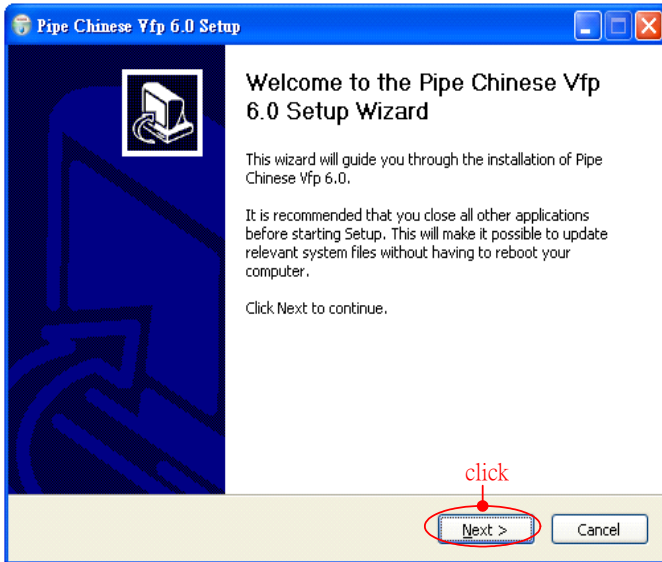 Pipe Chinese Vfp 6.0 Setup
Welcome to the Pipe Chinese Vfp
6.0 Setup Wizard
This wizard will guide you through the installation of Pipe
Chinese Vfp 6.0.
It is recommended that you close all other applications
before starting Setup. This will make it possible to update
relevant system files without having to reboot your
computer.
Click Next to continue.
click
Next >
Cancel